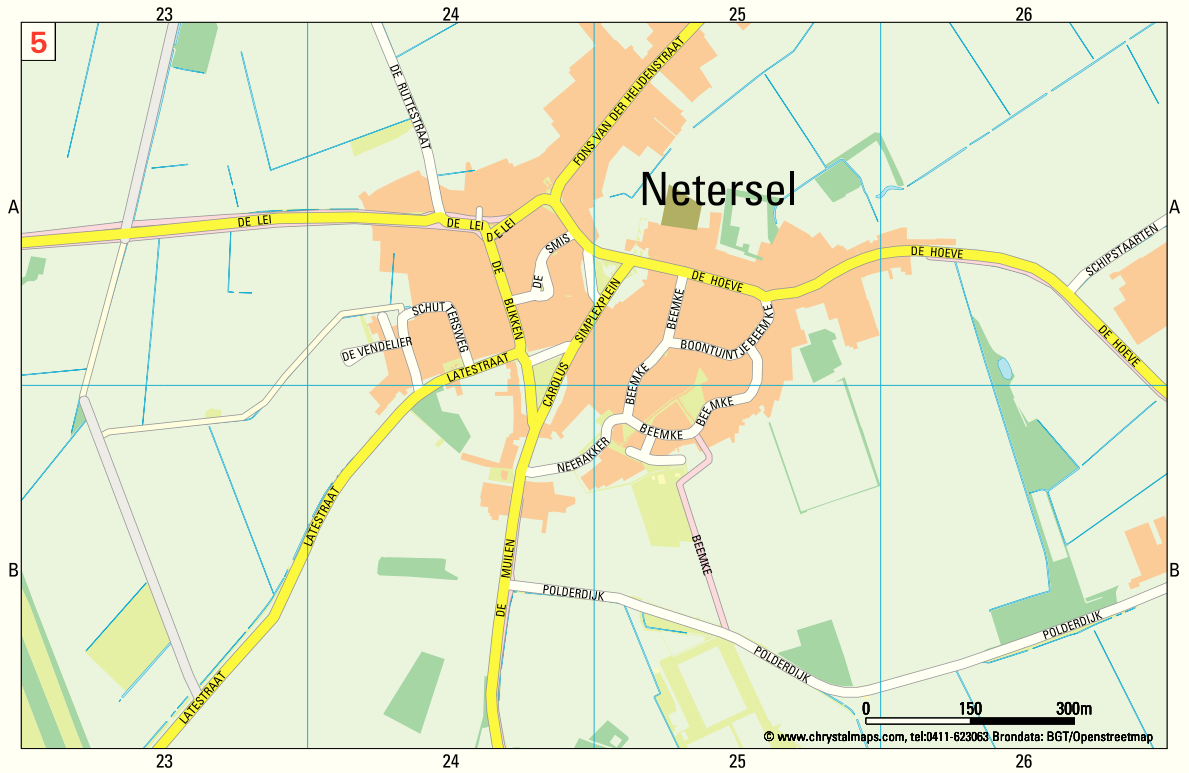 23 24 25 26
5
DE RUTTESTRAAT
FONS VAN DER HEIJDENSTRAAT
Netersel
A
A
DE LEI
DE LEI
DE LEI
SMIS
DE
DE HOEVE
SCHIPSTAARTEN
DE
BLIKKEN
DE HOEVE
SIMPLEXPLEIN
CAROLUS
BEEMKE
BEEMKE
BOONTUINTJE
SCHUT
TERSWEG
DE VENDELIER
DE HOEVE
LATESTRAAT
BEEMKE
BEEMKE
BEEMKE
NEERAKKER
LATESTRAAT
MUILEN
DE
BEEMKE
B
B
POLDERDIJK
POLDERDIJK
POLDERDIJK
LATESTRAAT
0 150 300m
© www.chrystalmaps.com, tel:0411-623063 Brondata: BGT/Openstreetmap
23 24 25 26